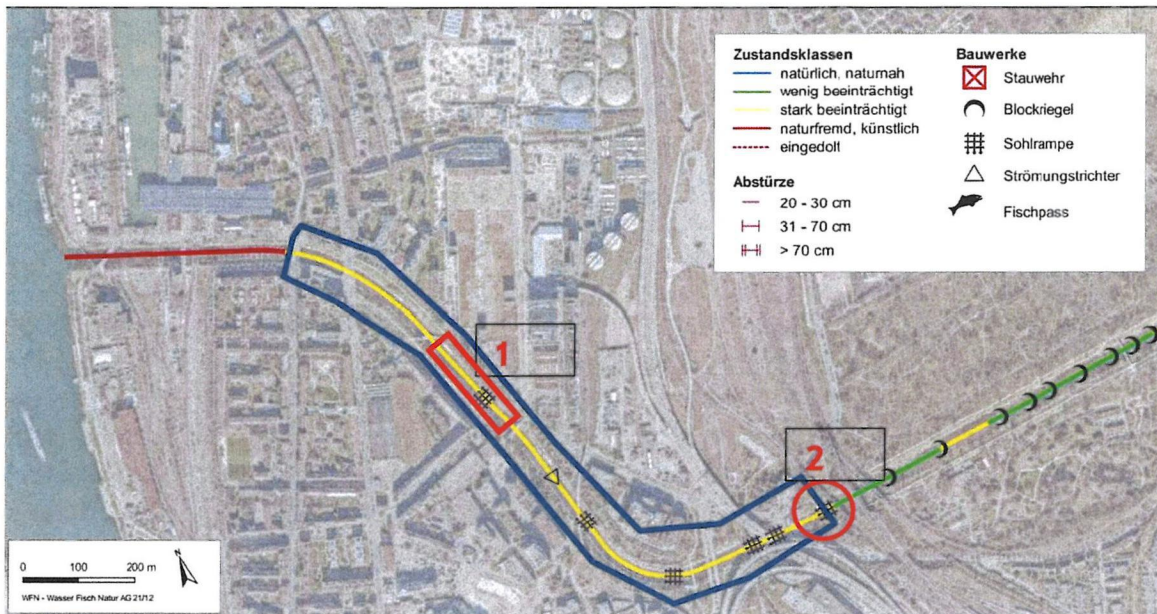 Zustandsklassen
natürlich, naturnah
wenig beeinträchtigt
stark beeinträchtigt
naturfremd, künstlich
eingedolt
Abstürze
20 - 30 cm
31 - 70 cm
> 70 cm
Bauwerke
Stauwehr
Blockriegel
Sohlrampe
Strömungstrichter
Fischpass
1
2
N
0 100 200 m
WFN - Wasser Fisch Natur AG 21/12